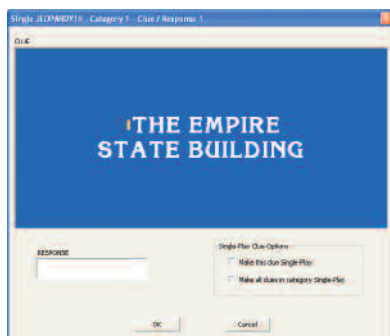 Single JEOPARDY!® - Category 1 - Clue / Response: 1
CLUE
THE EMPIRE
STATE BUILDING
RESPONSE
Single-Play Clue Options
Make this clue Single-Play
Make all clues in category Single-Play
OK
Cancel